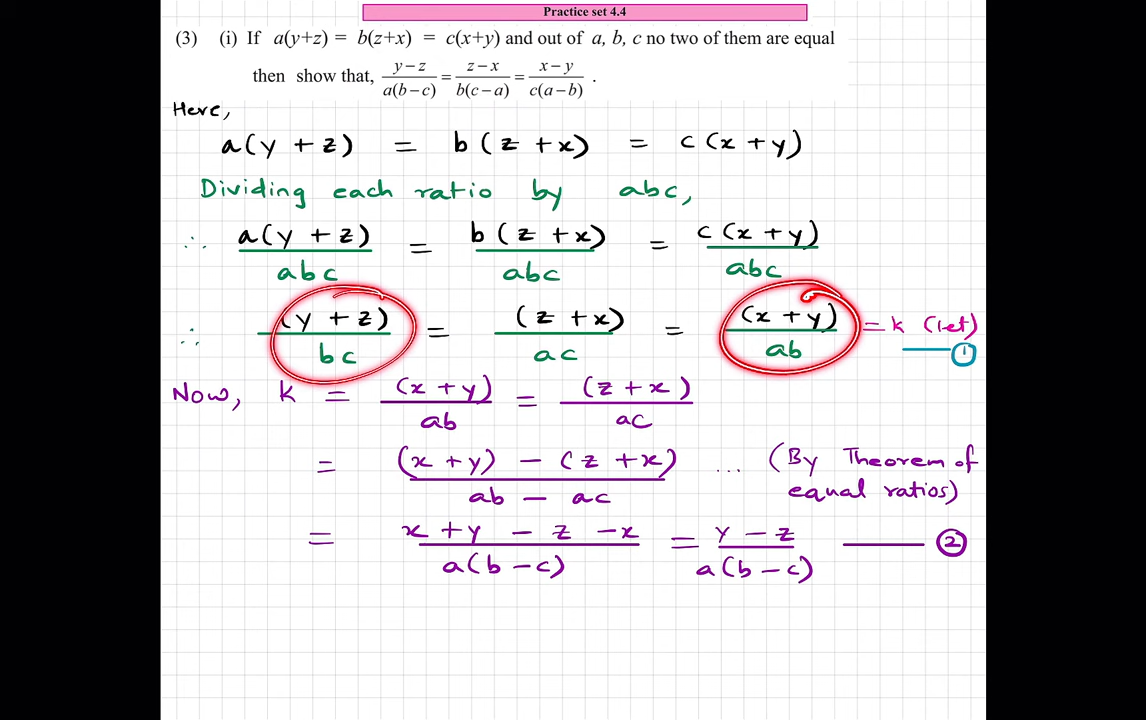 Practice set 4.4
(3) (i) If a(y+z) = b(z+x) = c(x+y) and out of a, b, c no two of them are equal
then show that, (y−z)/(a(b−c)) = (z−x)/(b(c−a)) = (x−y)/(c(a−b)) .
Here,
a(y + z) = b(z + x) = c(x + y)
Dividing each ratio by abc,
∴ a(y + z)/abc = b(z + x)/abc = c(x + y)/abc
∴ (y + z)/bc = (z + x)/ac = (x + y)/ab = k (let) —— ①
Now, k = (x + y)/ab = (z + x)/ac
= ((x + y) − (z + x))/(ab − ac) ... (By Theorem of equal ratios)
= (x + y − z − x)/(a(b − c)) = (y − z)/(a(b − c)) —— ②